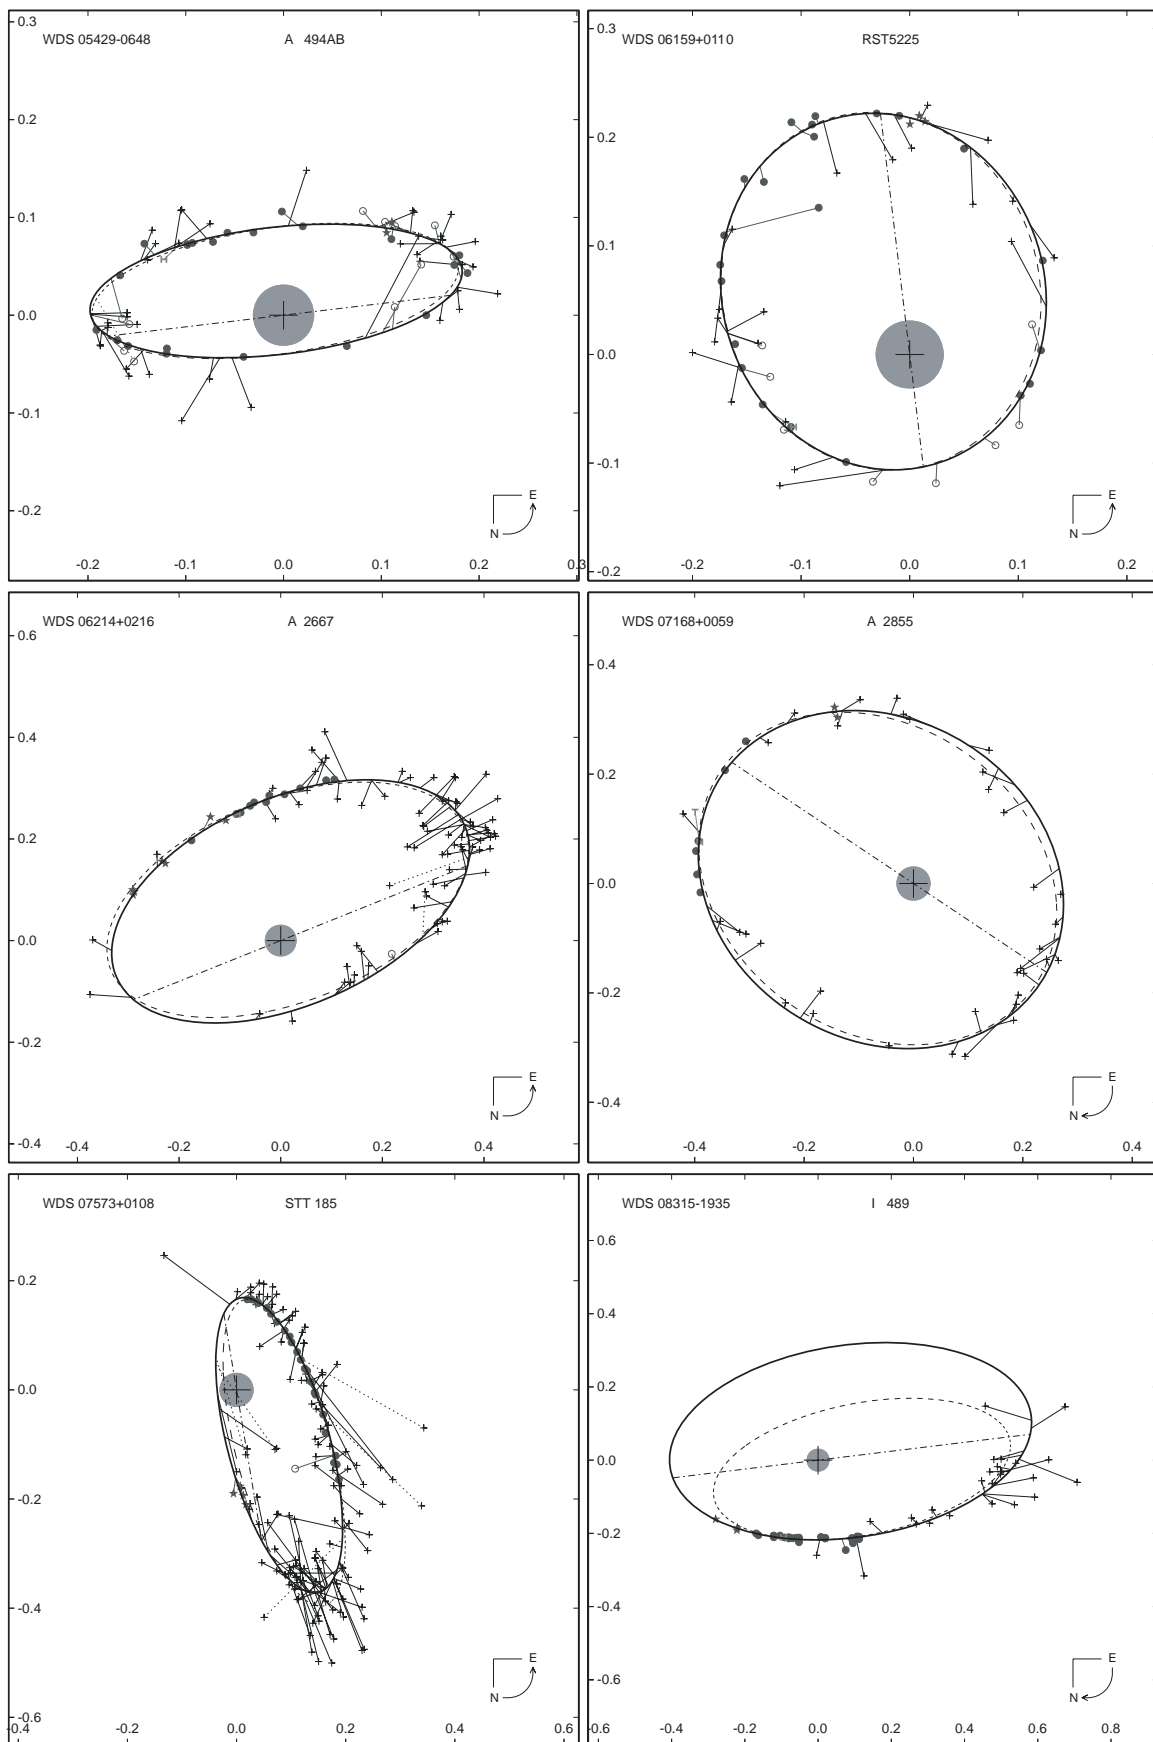 WDS 05429-0648 A 494AB
0.3
0.2
0.1
0.0
-0.1
-0.2
E
N
-0.2 -0.1 0.0 0.1 0.2 0.3
WDS 06159+0110 RST5225
0.3
0.2
0.1
0.0
-0.1
-0.2
E
N
-0.2 -0.1 0.0 0.1 0.2
WDS 06214+0216 A 2667
0.6
0.4
0.2
0.0
-0.2
-0.4
E
N
-0.4 -0.2 0.0 0.2 0.4
WDS 07168+0059 A 2855
0.4
0.2
0.0
-0.2
-0.4
E
N
-0.4 -0.2 0.0 0.2 0.4
WDS 07573+0108 STT 185
0.2
0.0
-0.2
-0.4
-0.6
E
N
-0.4 -0.2 0.0 0.2 0.4 0.6
WDS 08315-1935 I 489
0.6
0.4
0.2
0.0
-0.2
-0.4
-0.6
E
N
-0.6 -0.4 -0.2 0.0 0.2 0.4 0.6 0.8